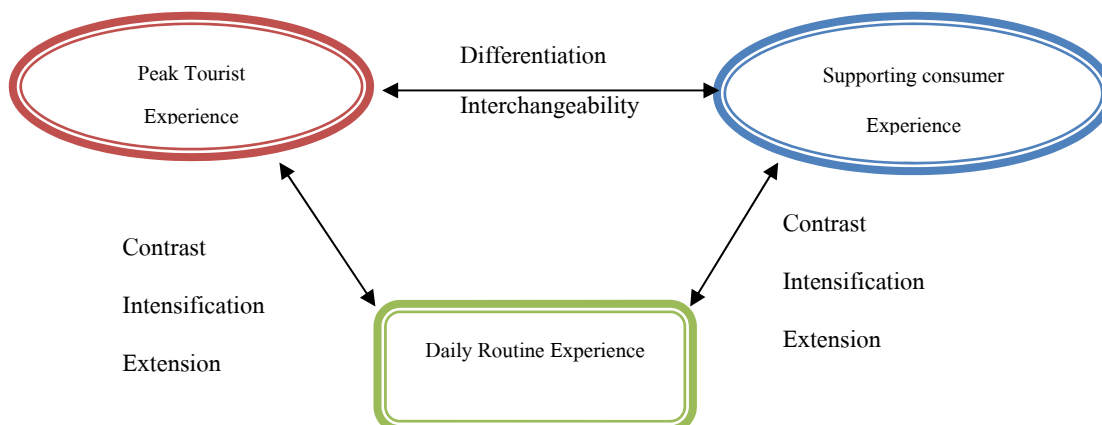 Peak Tourist
Experience
Differentiation
Interchangeability
Supporting consumer
Experience
Contrast
Intensification
Extension
Contrast
Intensification
Extension
Daily Routine Experience